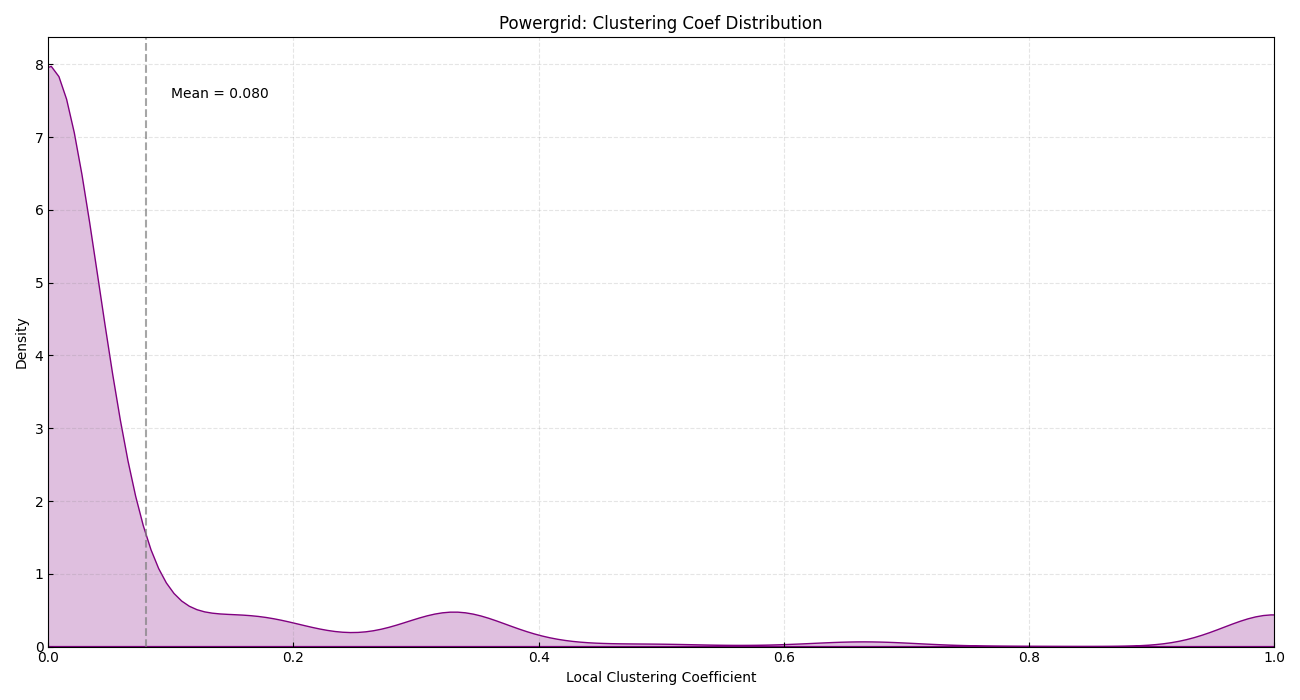 Powergrid: Clustering Coef Distribution
Mean = 0.080
Density
8
7
6
5
4
3
2
1
0
0.0 0.2 0.4 0.6 0.8 1.0
Local Clustering Coefficient